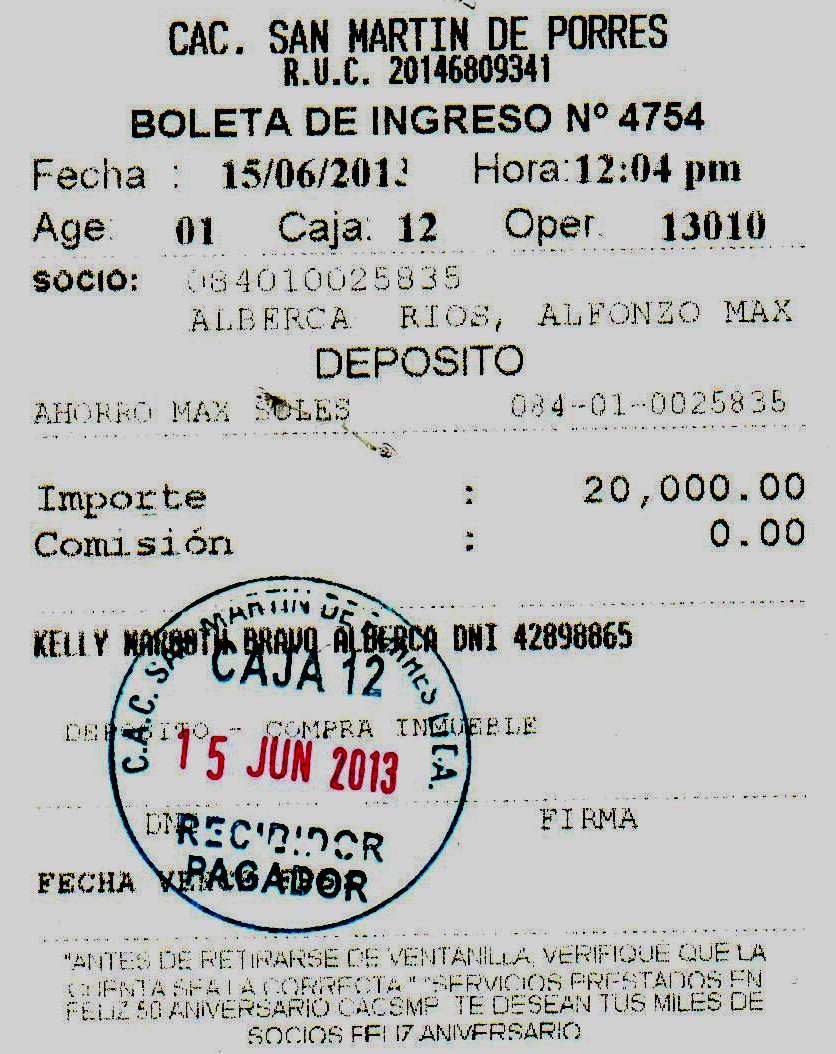 CAC. SAN MARTIN DE PORRES
R.U.C. 20146809341
BOLETA DE INGRESO Nº 4754
Fecha : 15/06/2013 Hora: 12:04 pm
Age: 01 Caja: 12 Oper. 13010
SOCIO: 084010025835
ALBERCA RIOS, ALFONZO MAX
DEPOSITO
AHORRO MAX SOLES 084-01-0025835
Importe : 20,000.00
Comisión : 0.00
KELLY MARGOTH BRAVO ALBERCA DNI 42898865
DEPOSITO - COMPRA INMUEBLE
C.A.C. SAN MARTIN DE PORRES LTDA.
CAJA 12
15 JUN 2013
RECIBIDOR
PAGADOR
DNI FIRMA
FECHA
"ANTES DE RETIRARSE DE VENTANILLA, VERIFIQUE QUE LA
CUENTA SEA LA CORRRECTA." "SERVICIOS PRESTADOS EN
FELIZ 50 ANIVERSARIO CACSMP TE DESEAN TUS MILES DE
SOCIOS FELIZ ANIVERSARIO